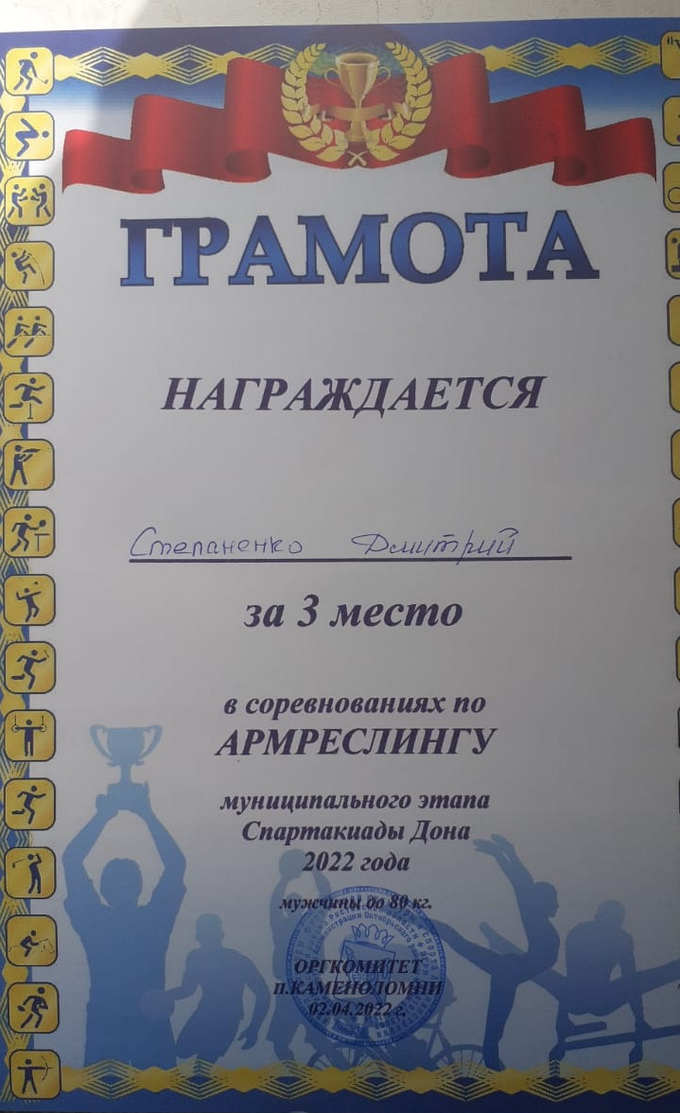 ГРАМОТА
НАГРАЖДАЕТСЯ
Степаненко Дмитрий
за 3 место
в соревнованиях по
АРМРЕСЛИНГУ
муниципального этапа
Спартакиады Дона
2022 года
мужчины до 80 кг.
ОРГКОМИТЕТ
п.КАМЕНОЛОМНИ
02.04.2022 г.